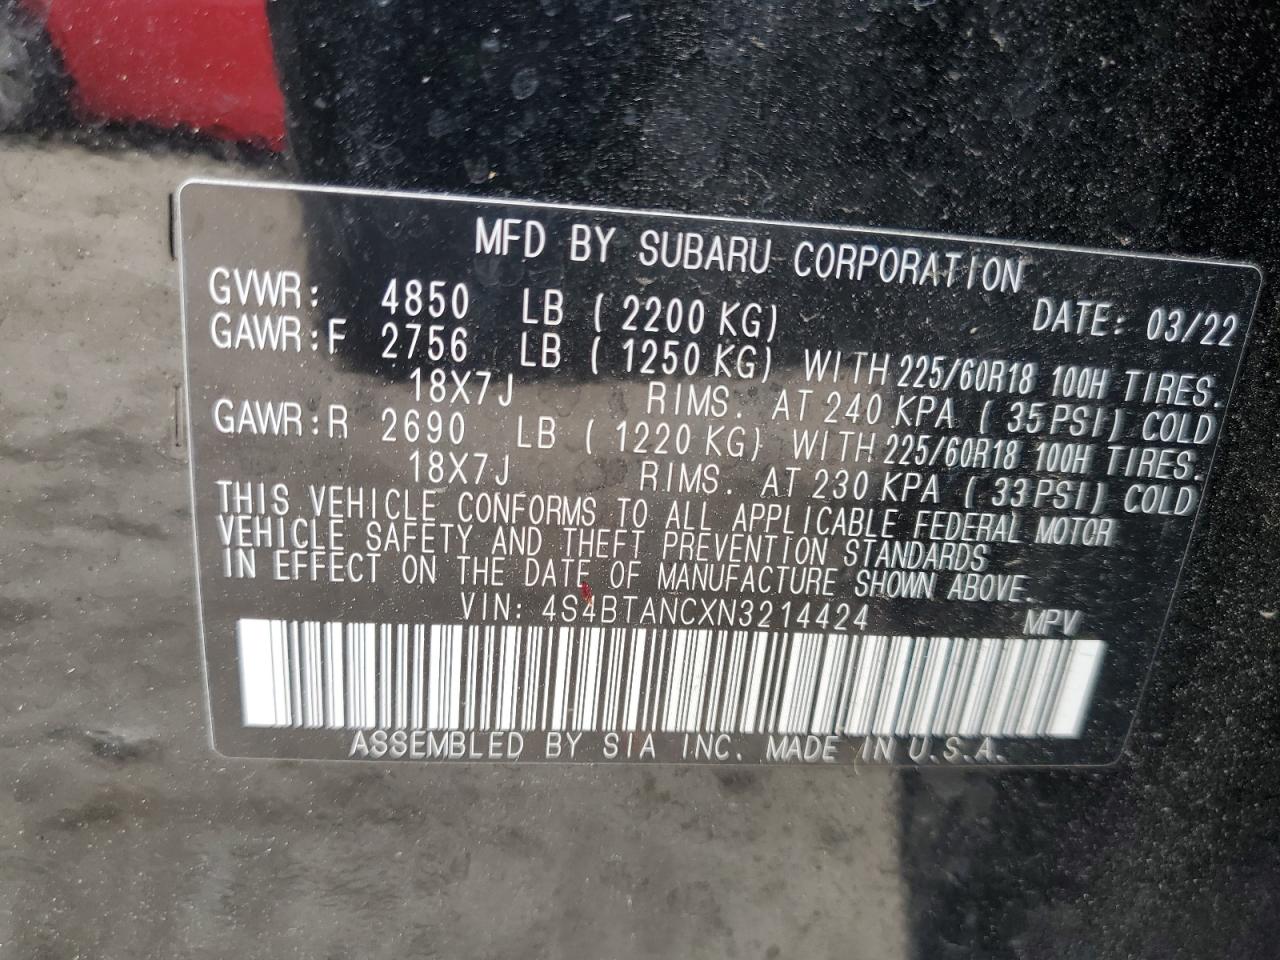 MFD BY SUBARU CORPORATION
GVWR: 4850 LB ( 2200 KG) DATE: 03/22
GAWR:F 2756 LB ( 1250 KG) WITH 225/60R18 100H TIRES.
18X7J RIMS. AT 240 KPA ( 35PSI) COLD
GAWR:R 2690 LB ( 1220 KG) WITH 225/60R18 100H TIRES.
18X7J RIMS. AT 230 KPA ( 33PSI) COLD
THIS VEHICLE CONFORMS TO ALL APPLICABLE FEDERAL MOTOR
VEHICLE SAFETY AND THEFT PREVENTION STANDARDS
IN EFFECT ON THE DATE OF MANUFACTURE SHOWN ABOVE.
VIN: 4S4BTANCXN3214424 MPV
ASSEMBLED BY SIA INC. MADE IN U.S.A.